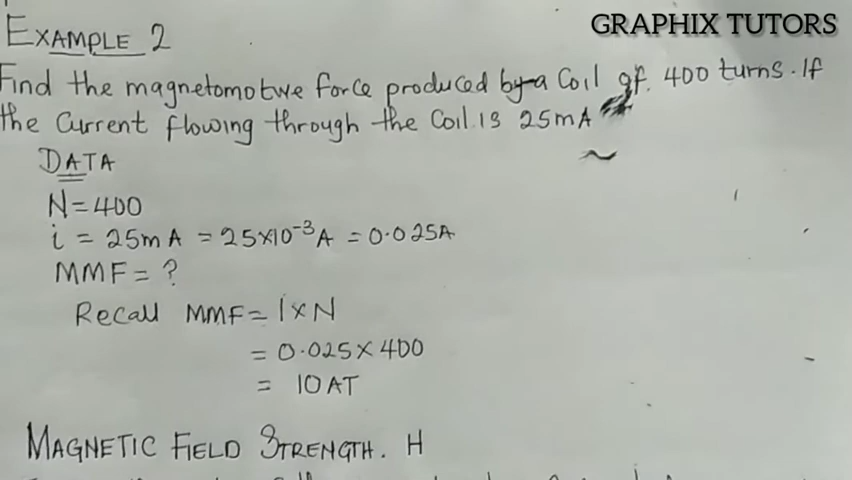 EXAMPLE 2
GRAPHIX TUTORS
Find the magnetomotive force produced by a Coil of 400 turns. If
the Current flowing through the Coil is 25mA
DATA
N = 400
i = 25mA = 25×10⁻³A = 0.025A
MMF = ?
Recall MMF = I × N
= 0.025 × 400
= 10AT
MAGNETIC FIELD STRENGTH. H